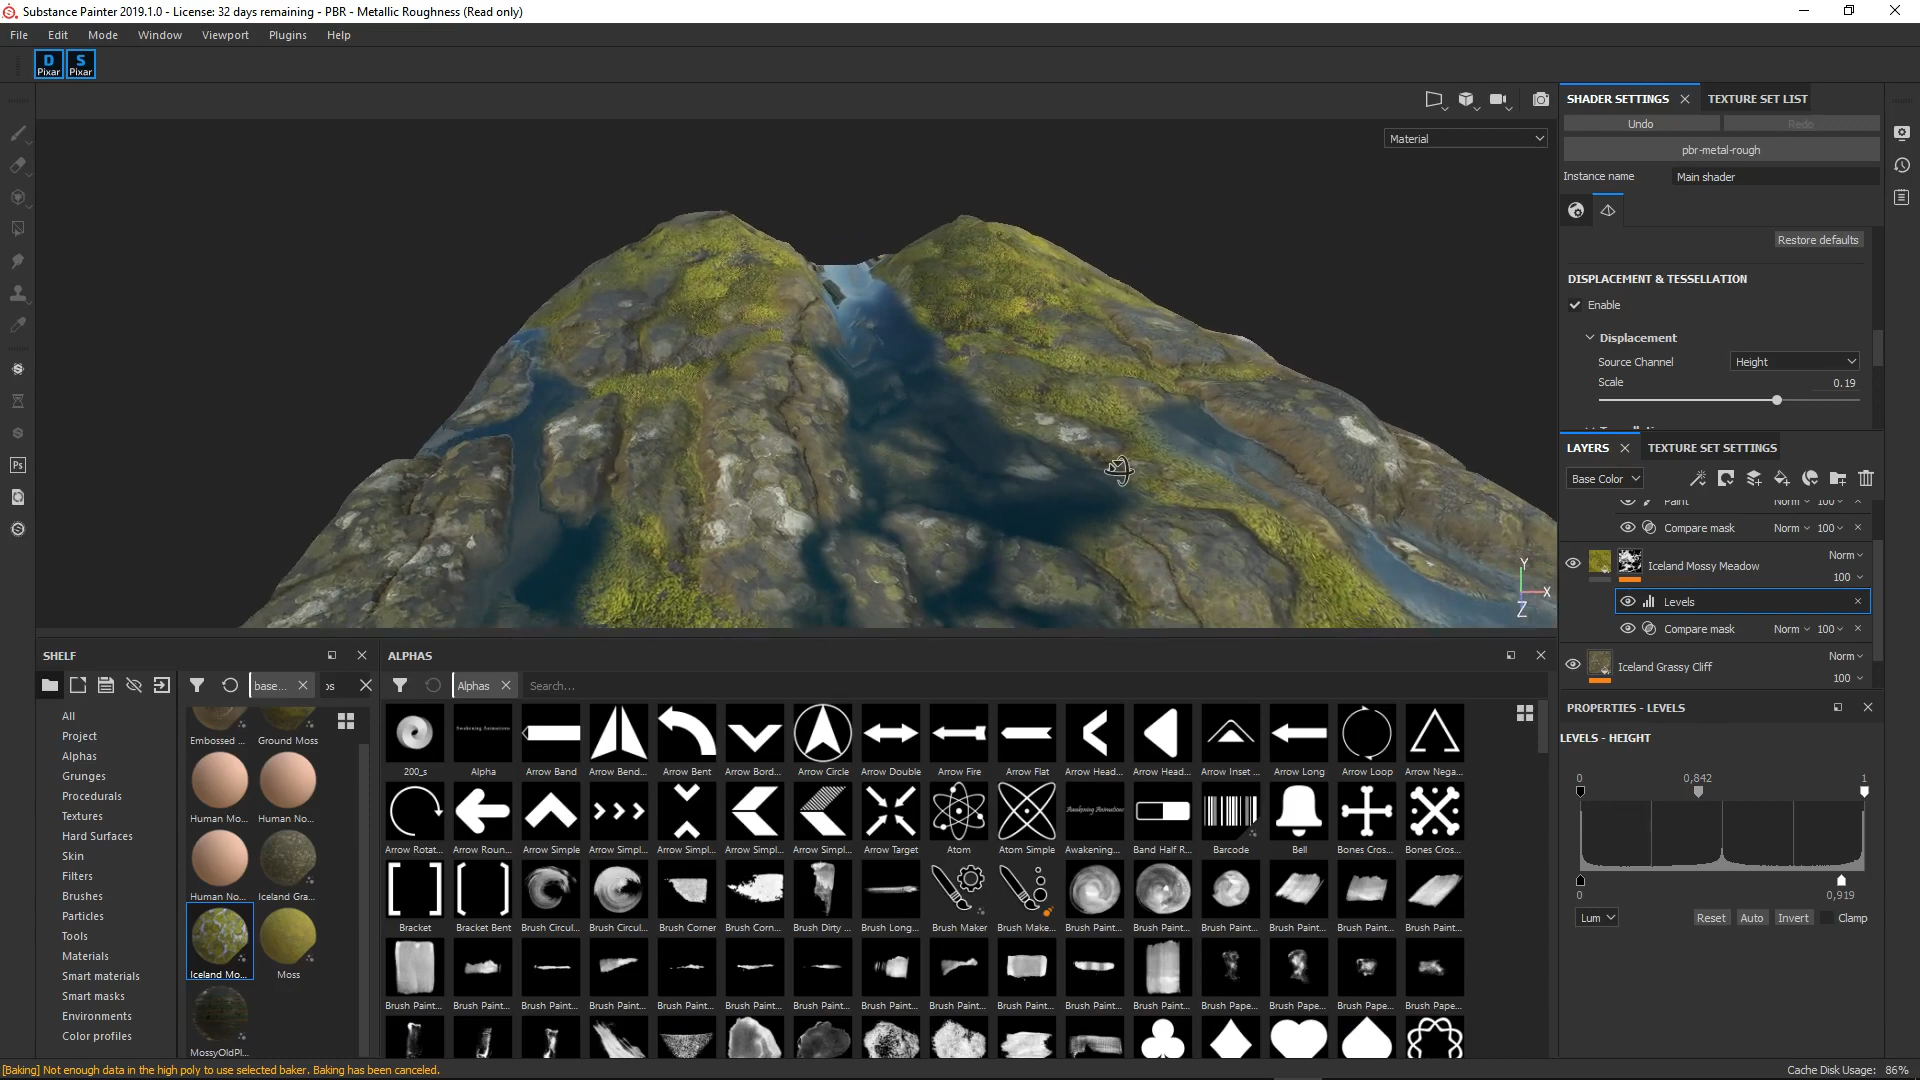 Substance Painter 2019.1.0 - License: 32 days remaining - PBR - Metallic Roughness (Read only)
File Edit Mode Window Viewport Plugins Help
D Pixar S Pixar
Material
SHADER SETTINGS TEXTURE SET LIST
Undo Redo
pbr-metal-rough
Instance name Main shader
Restore defaults
DISPLACEMENT & TESSELLATION
Enable
Displacement
Source Channel Height
Scale 0.19
LAYERS TEXTURE SET SETTINGS
Base Color
Paint Norm 100
Compare mask Norm 100
Iceland Mossy Meadow Norm 100
Levels
Compare mask Norm 100
Iceland Grassy Cliff Norm 100
PROPERTIES - LEVELS
LEVELS - HEIGHT
0 0,842 1
0 0,919
Lum Reset Auto Invert Clamp
Y
X
Z
Ps
SHELF
base...
All
Project
Alphas
Grunges
Procedurals
Textures
Hard Surfaces
Skin
Filters
Brushes
Particles
Tools
Materials
Smart materials
Smart masks
Environments
Color profiles
Embossed ... Ground Moss
Human Mo... Human No...
Human No... Iceland Gra...
Iceland Mo... Moss
MossyOldPl...
ALPHAS
Alphas Search...
200_s Alpha Arrow Band Arrow Bend... Arrow Bent Arrow Bord... Arrow Circle Arrow Double Arrow Fire Arrow Flat Arrow Head... Arrow Head... Arrow Inset ... Arrow Long Arrow Loop Arrow Nega...
Arrow Rotat... Arrow Roun... Arrow Simple Arrow Simpl... Arrow Simpl... Arrow Simpl... Arrow Simpl... Arrow Target Atom Atom Simple Awakening... Band Half R... Barcode Bell Bones Cros... Bones Cros...
Bracket Bracket Bent Brush Circul... Brush Circul... Brush Corner Brush Corn... Brush Dirty ... Brush Long... Brush Maker Brush Make... Brush Paint... Brush Paint... Brush Paint... Brush Paint... Brush Paint... Brush Paint...
Brush Paint... Brush Paint... Brush Paint... Brush Paint... Brush Paint... Brush Paint... Brush Paint... Brush Paint... Brush Paint... Brush Paint... Brush Paint... Brush Paint... Brush Pape... Brush Pape... Brush Pape... Brush Pape...
[Baking] Not enough data in the high poly to use selected baker. Baking has been canceled.
Cache Disk Usage: 86%